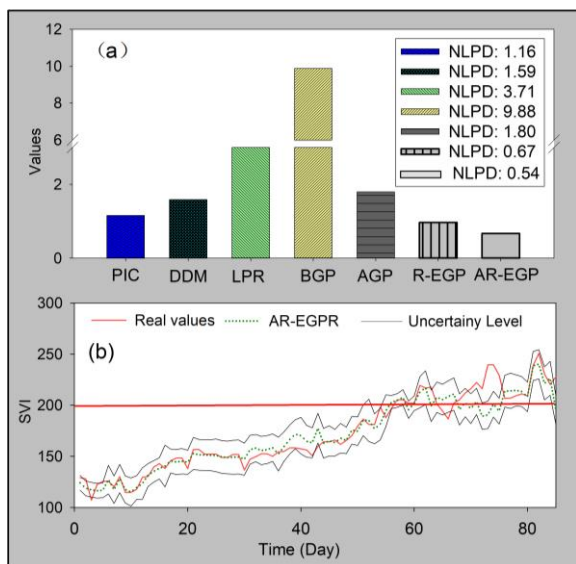 (a)
12
10
8
6
2
0
Values
NLPD: 1.16
NLPD: 1.59
NLPD: 3.71
NLPD: 9.88
NLPD: 1.80
NLPD: 0.67
NLPD: 0.54
PIC DDM LPR BGP AGP R-EGP AR-EGP
300
250
200
150
100
SVI
Real values AR-EGPR Uncertainy Level
(b)
0 20 40 60 80
Time (Day)